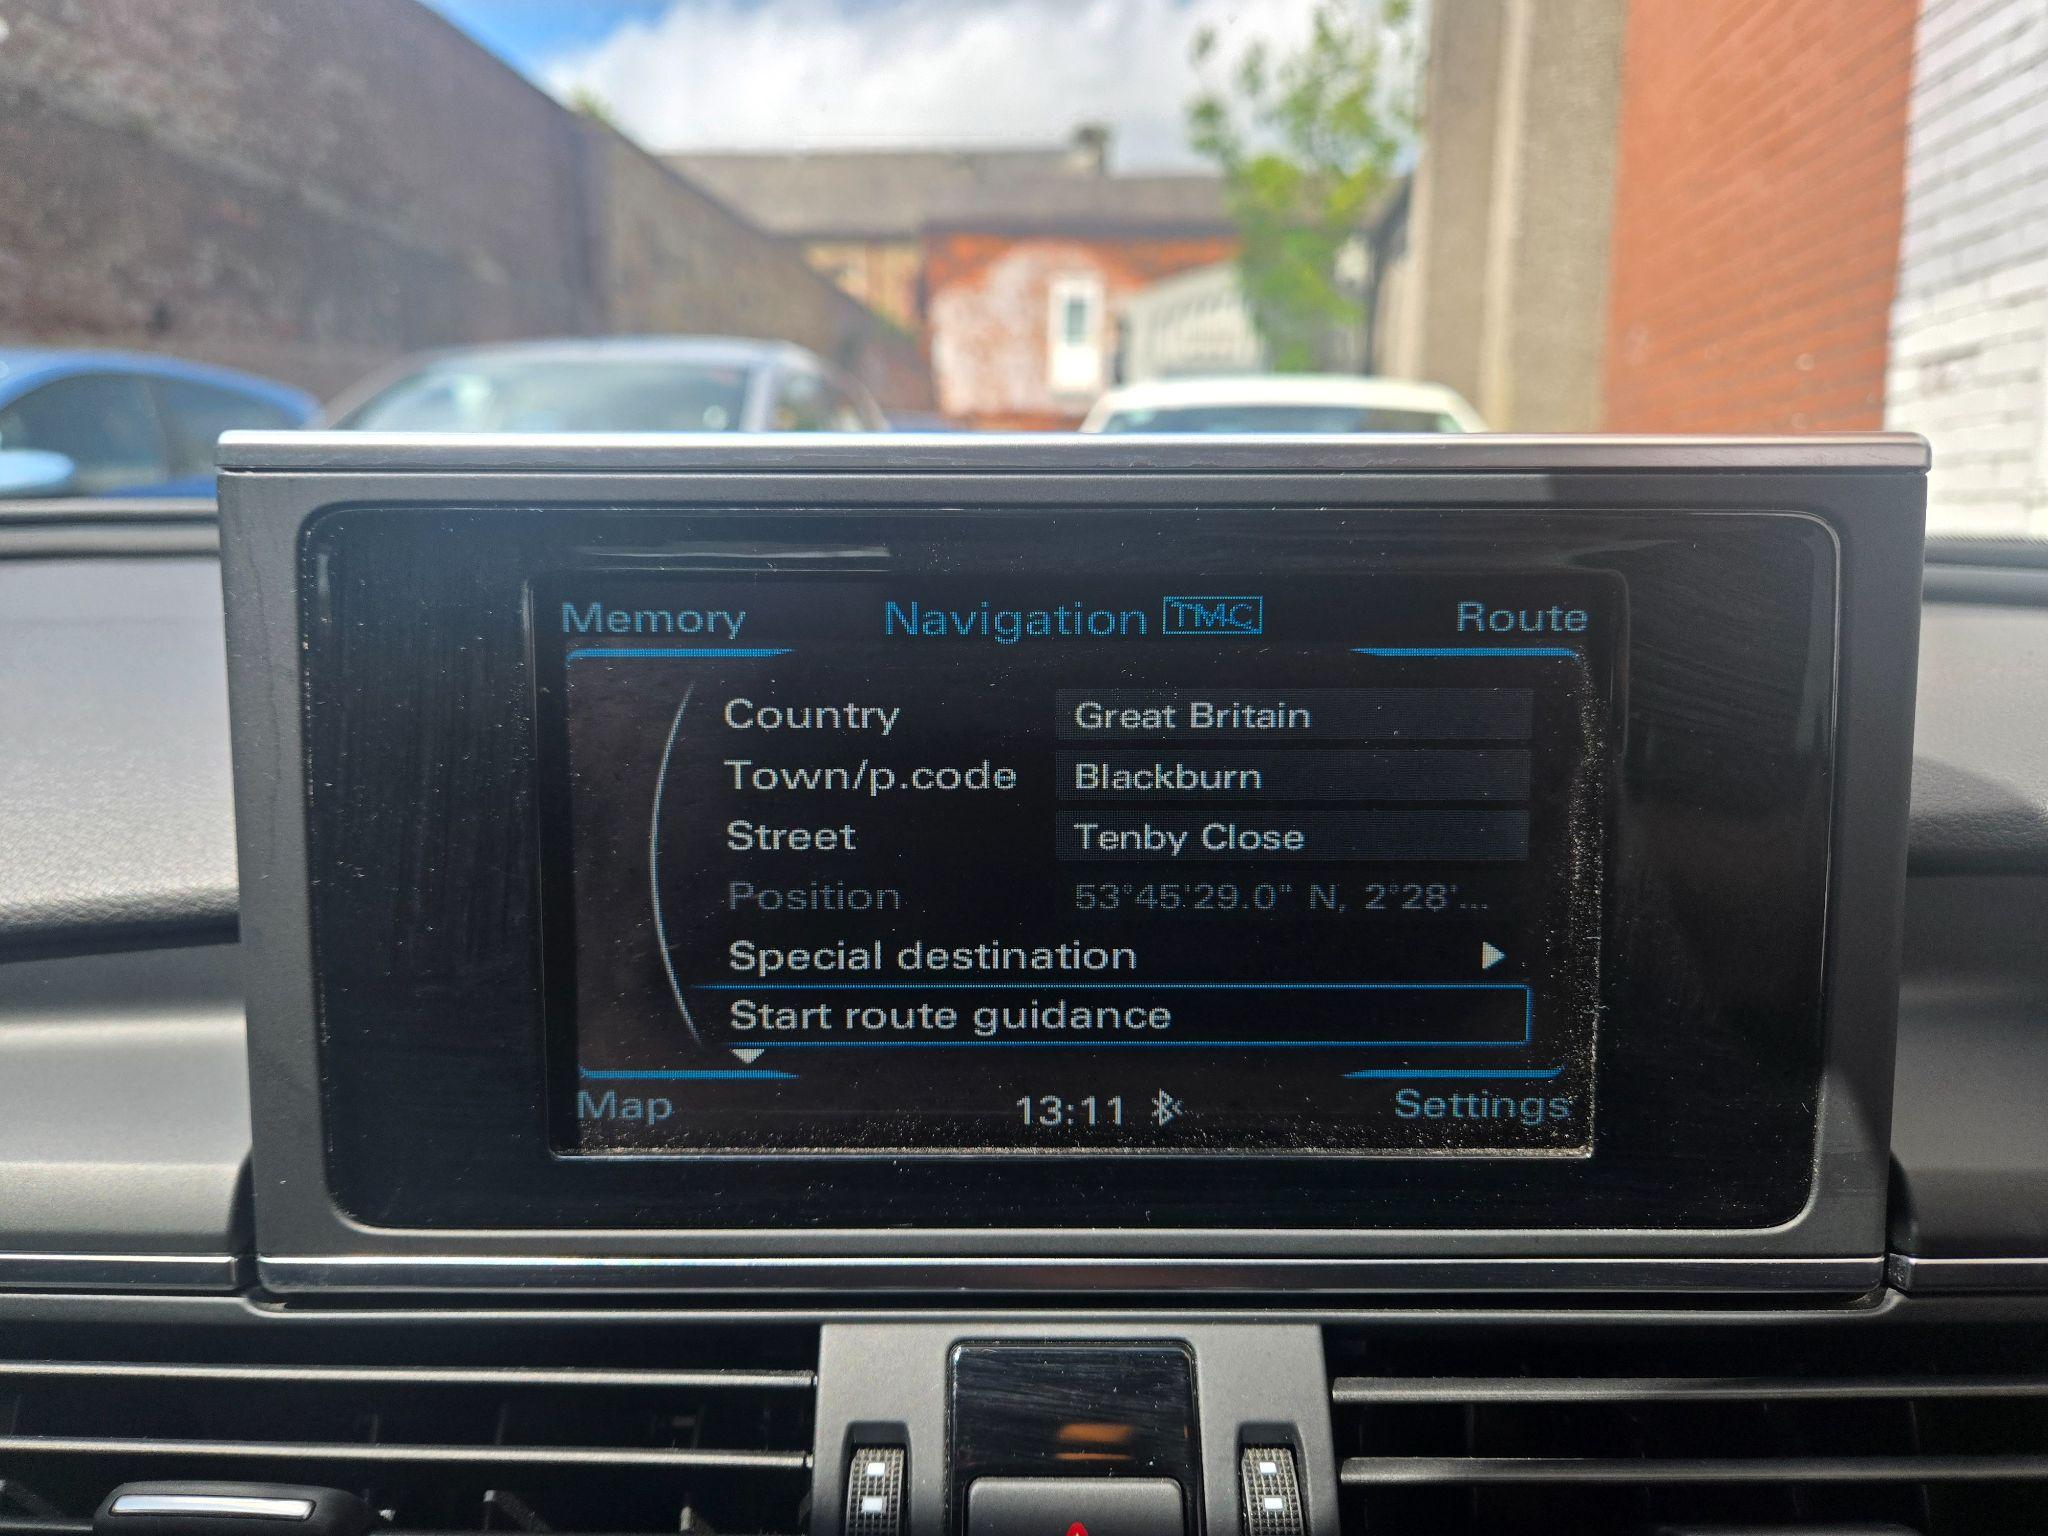 Memory Navigation TMC Route
Country Great Britain
Town/p.code Blackburn
Street Tenby Close
Position 53°45'29.0" N, 2°28'...
Special destination
Start route guidance
Map 13:11 Settings